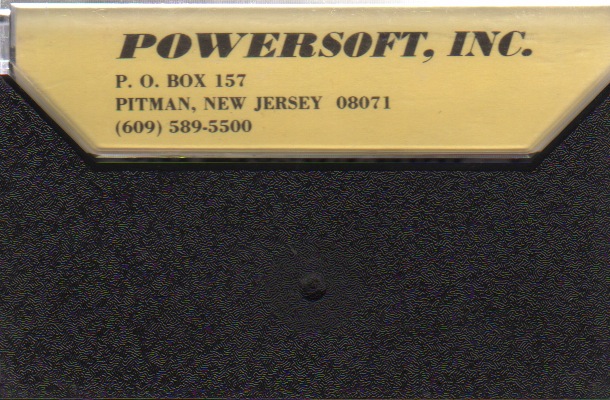 POWERSOFT, INC.
P. O. BOX 157
PITMAN, NEW JERSEY 08071
(609) 589-5500